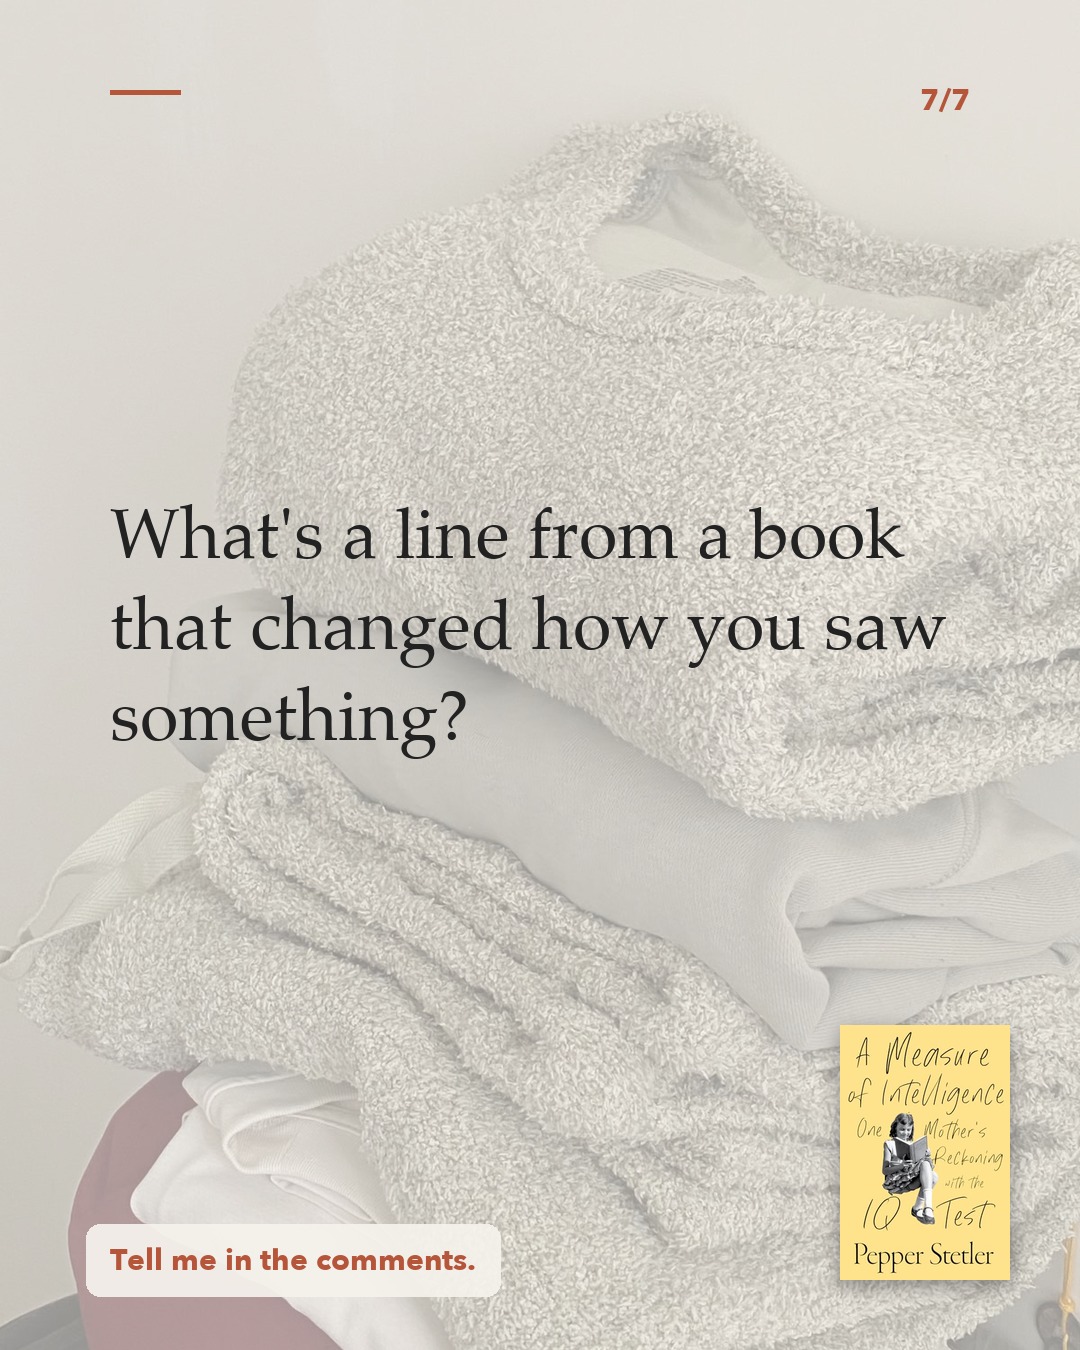 7/7
What's a line from a book
that changed how you saw
something?
A Measure
of Intelligence
One Mother's
Reckoning
with the
IQ Test
Pepper Stetler
Tell me in the comments.